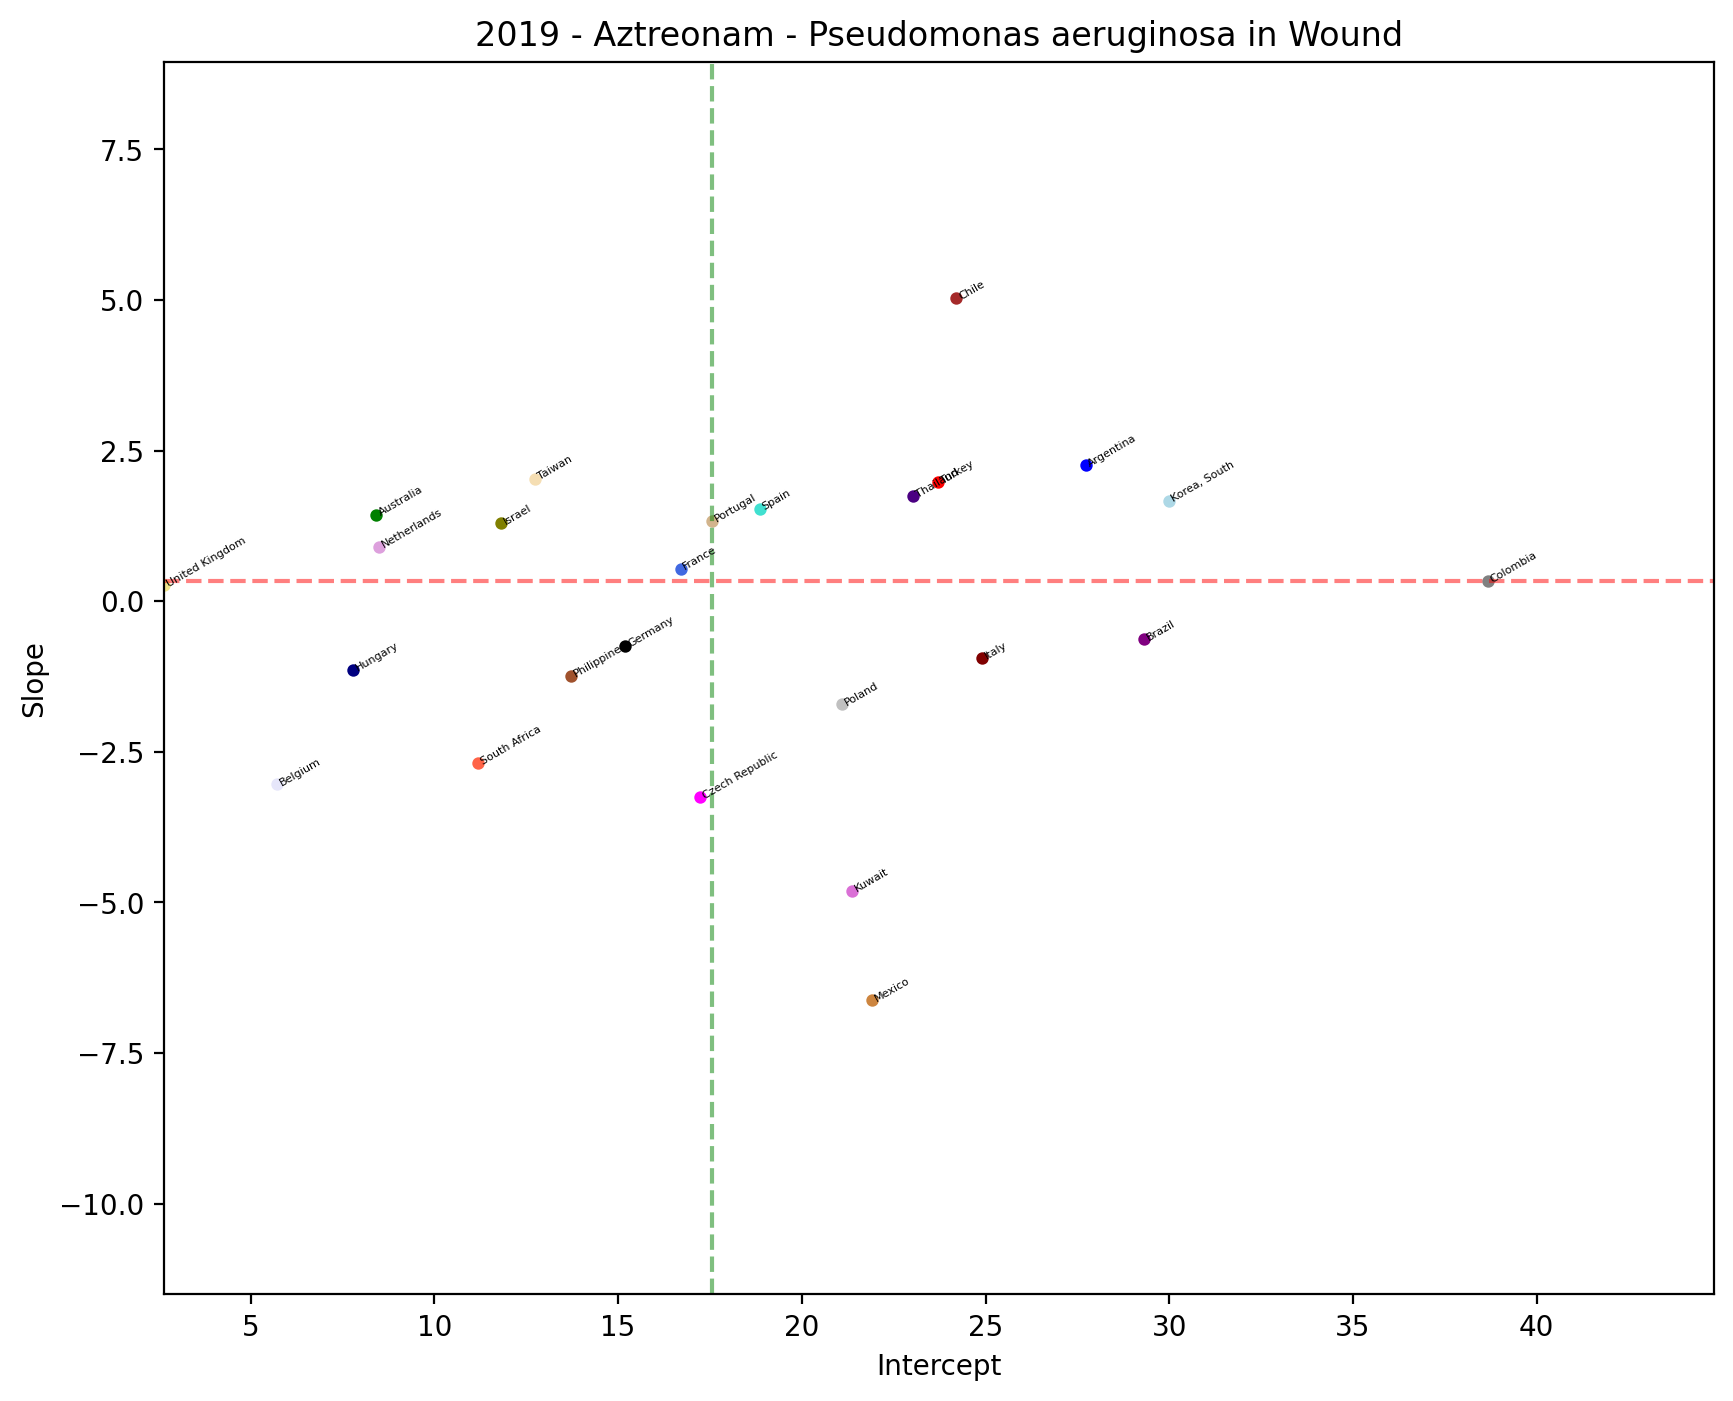 2019 - Aztreonam - Pseudomonas aeruginosa in Wound
7.5
5.0
2.5
0.0
−2.5
−5.0
−7.5
−10.0
Slope
Chile
Argentina
Taiwan
Turkey
Thailand
Korea, South
Australia
Spain
Portugal
Israel
Netherlands
France
United Kingdom
Colombia
Germany
Brazil
Hungary
Italy
Philippines
Poland
South Africa
Belgium
Czech Republic
Kuwait
Mexico
5
10
15
20
25
30
35
40
Intercept